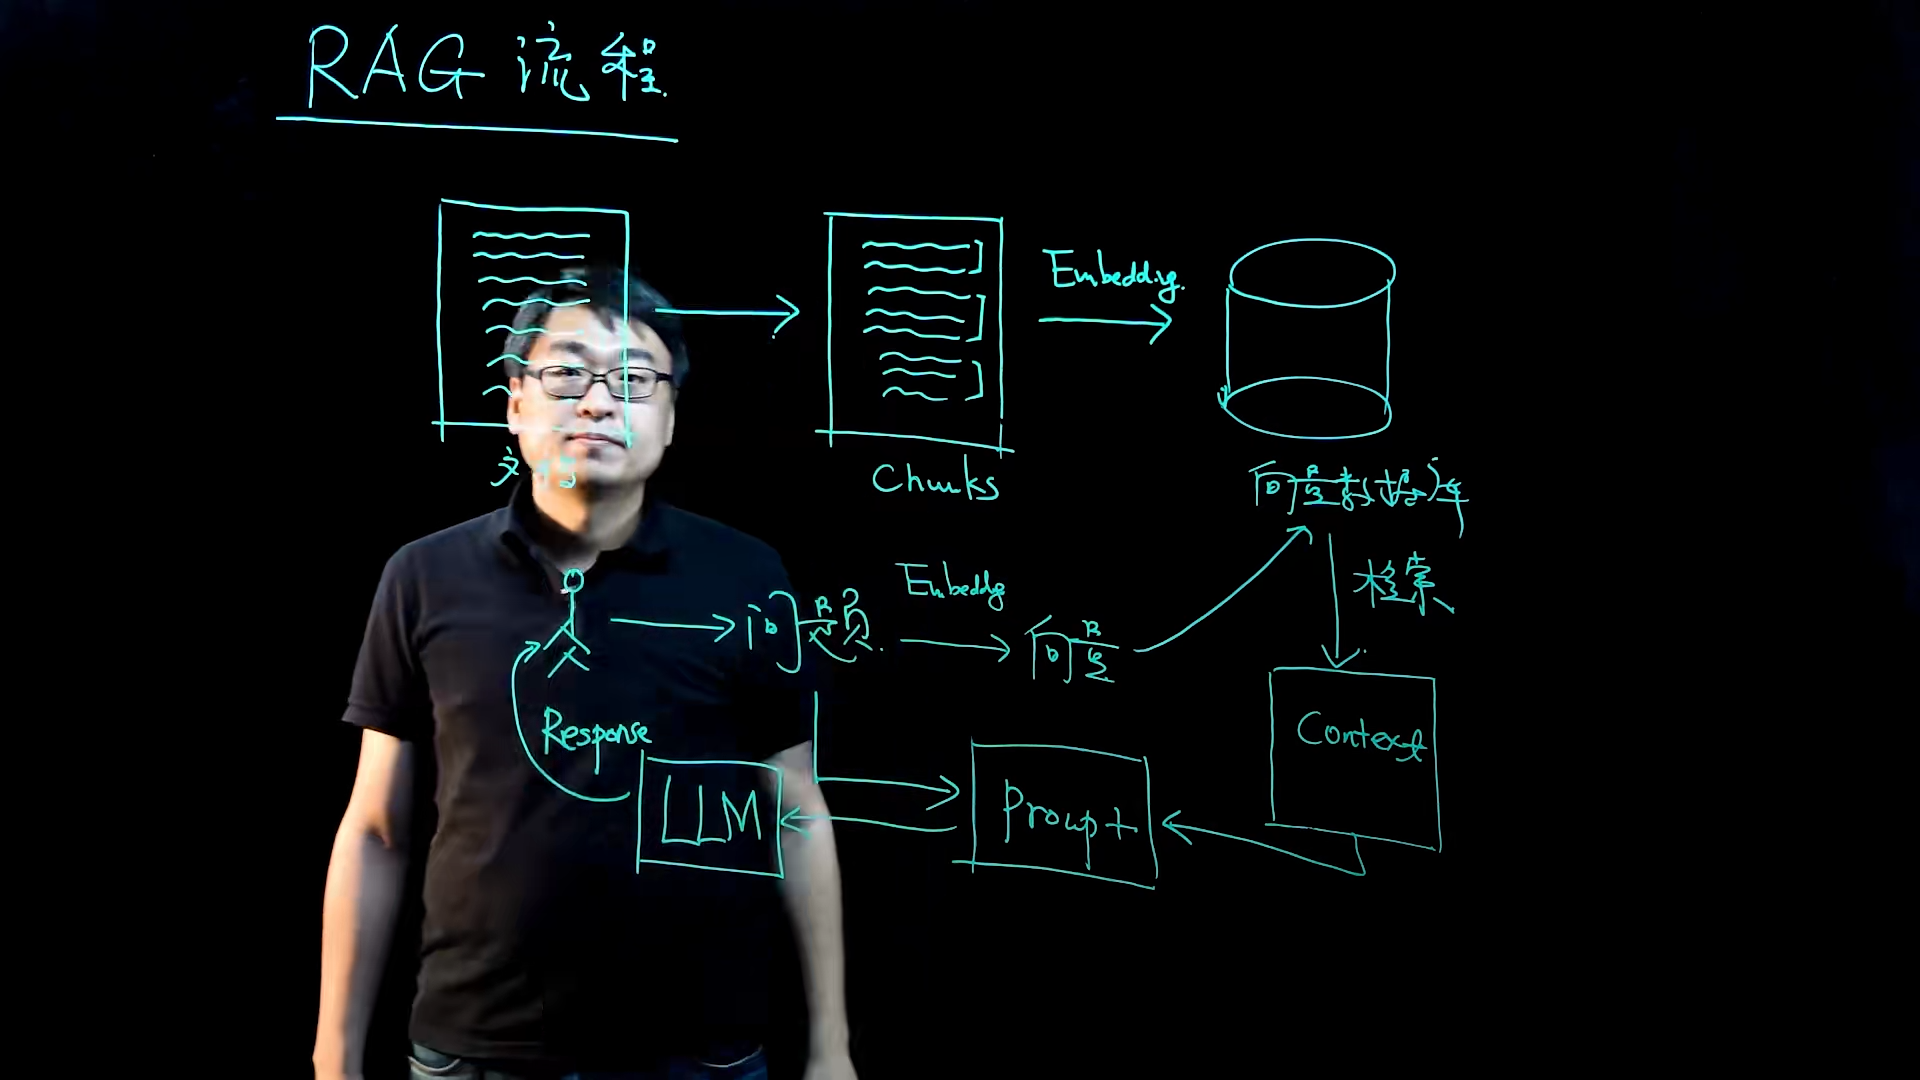 RAG 流程
Embedding
文档
Chunks
向量数据库
检索
Embeddg
问题
向量
Response
Context
LLM
Prompt